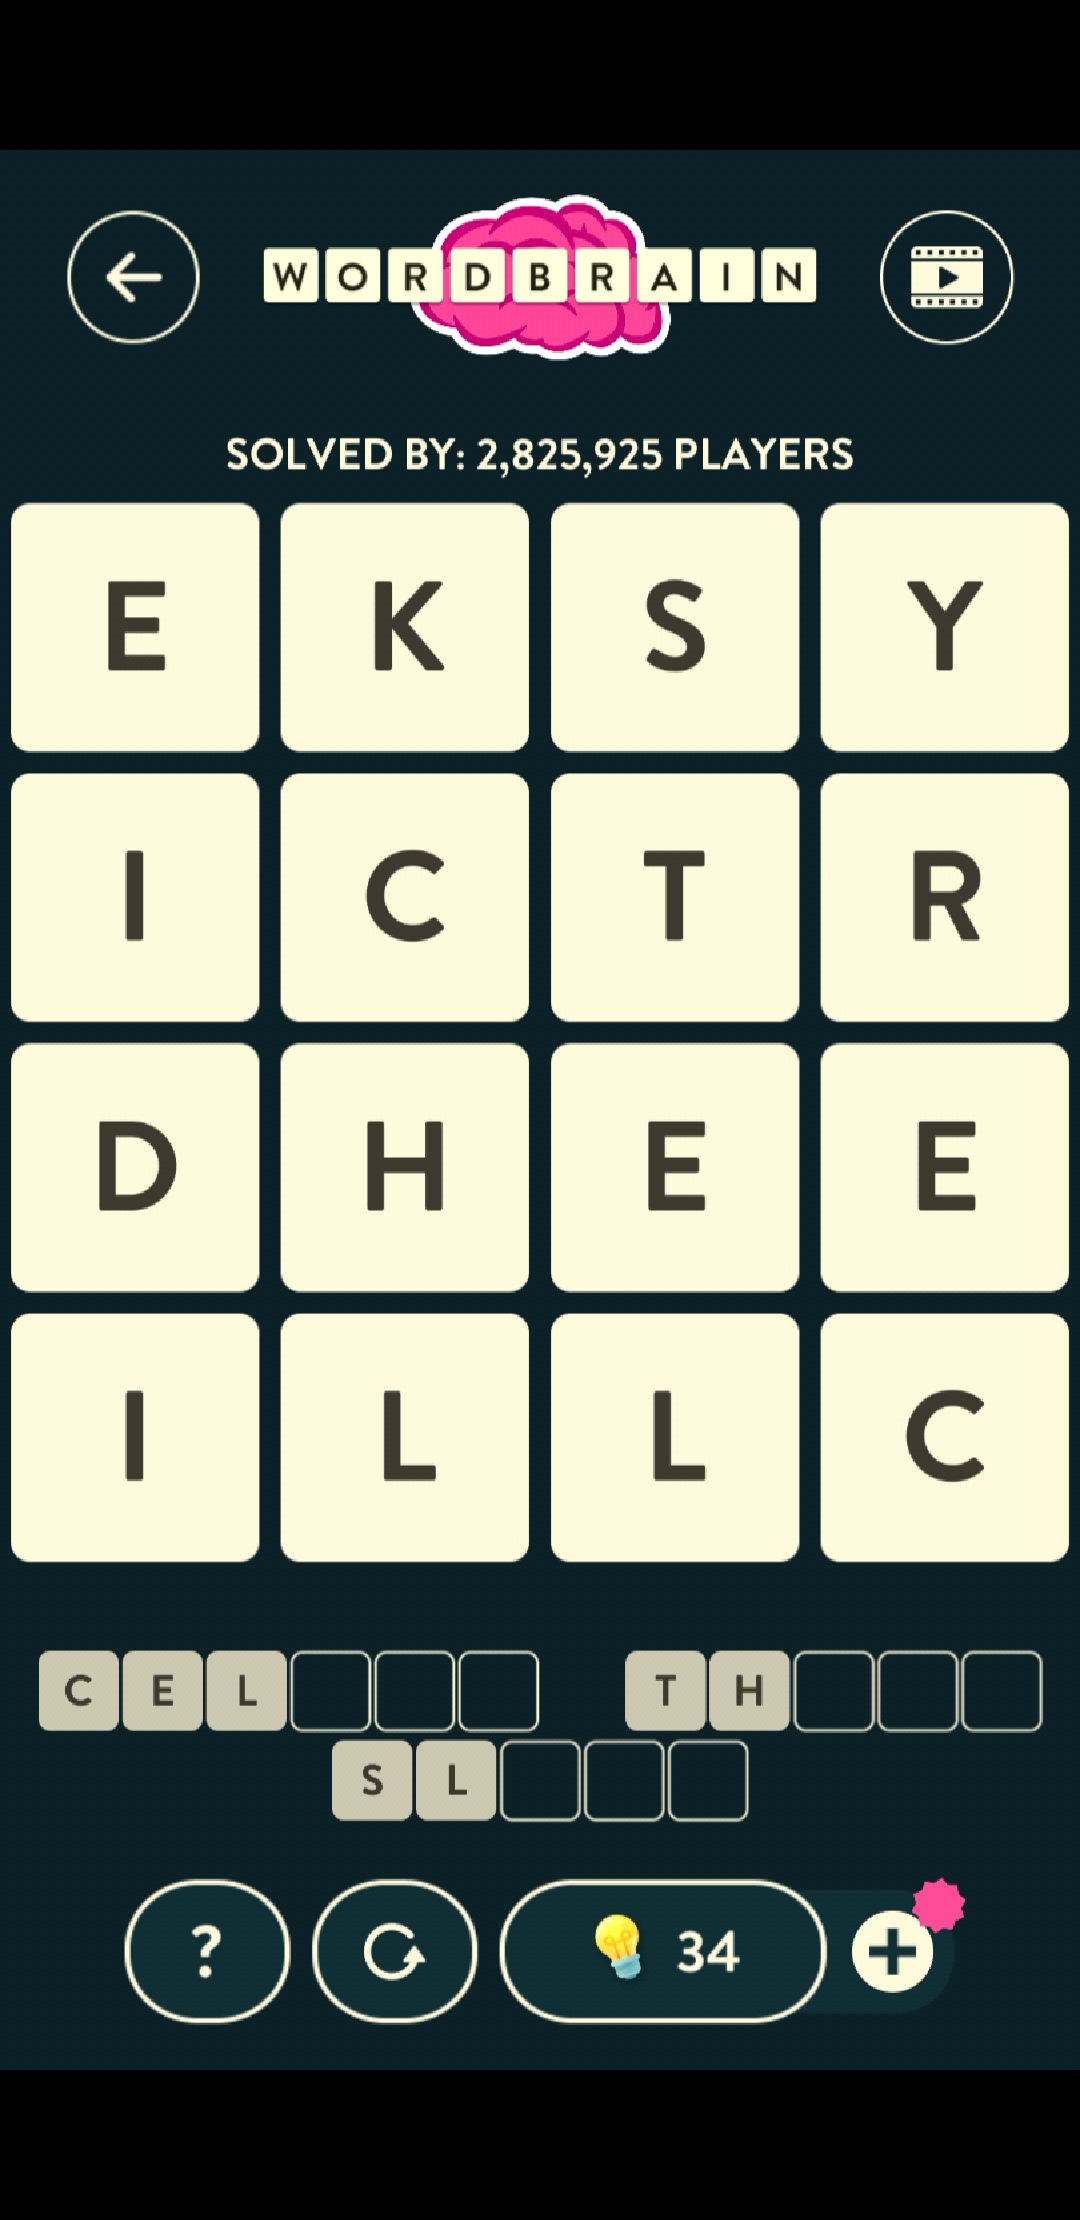 WORDBRAIN
SOLVED BY: 2,825,925 PLAYERS
E K S Y
I C T R
D H E E
I L L C
C E L T H
S L
? 34 +